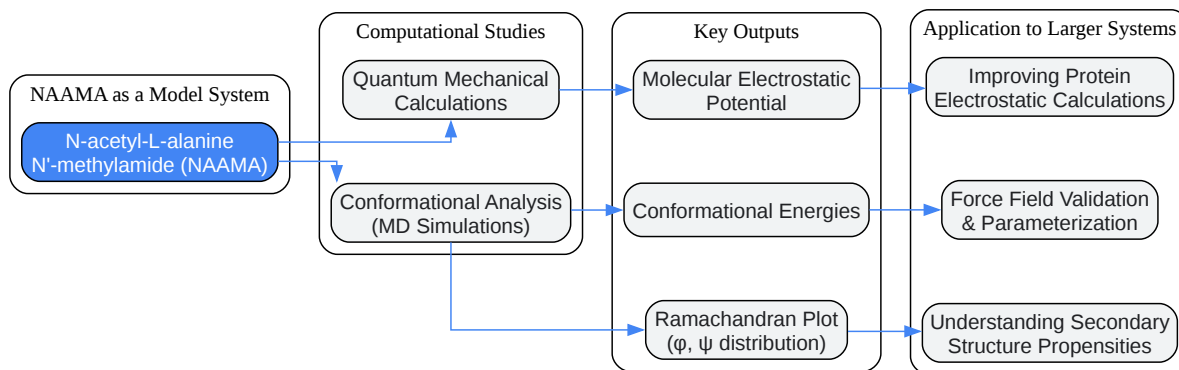 NAAMA as a Model System
N-acetyl-L-alanine
N'-methylamide (NAAMA)
Computational Studies
Quantum Mechanical
Calculations
Conformational Analysis
(MD Simulations)
Key Outputs
Molecular Electrostatic
Potential
Conformational Energies
Ramachandran Plot
(φ, ψ distribution)
Application to Larger Systems
Improving Protein
Electrostatic Calculations
Force Field Validation
& Parameterization
Understanding Secondary
Structure Propensities